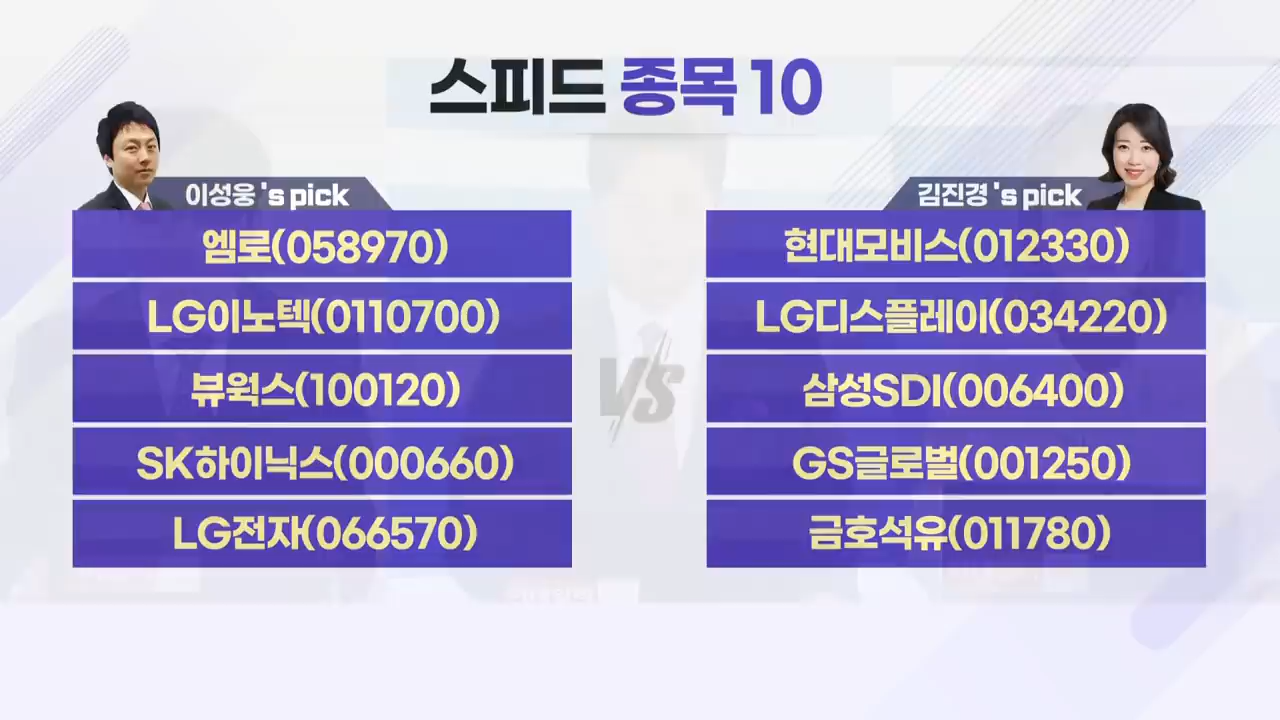 스피드 종목 10
이성웅 's pick
엠로(058970)
LG이노텍(0110700)
뷰웍스(100120)
SK하이닉스(000660)
LG전자(066570)
VS
김진경 's pick
현대모비스(012330)
LG디스플레이(034220)
삼성SDI(006400)
GS글로벌(001250)
금호석유(011780)